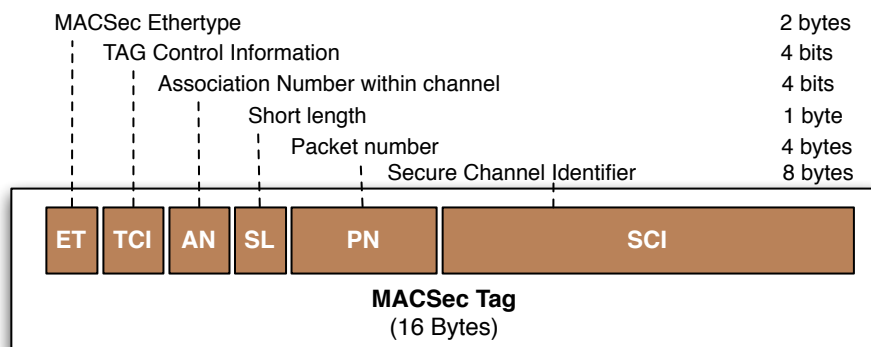 MACSec Ethertype 2 bytes
TAG Control Information 4 bits
Association Number within channel 4 bits
Short length 1 byte
Packet number 4 bytes
Secure Channel Identifier 8 bytes
ET TCI AN SL PN SCI
MACSec Tag
(16 Bytes)